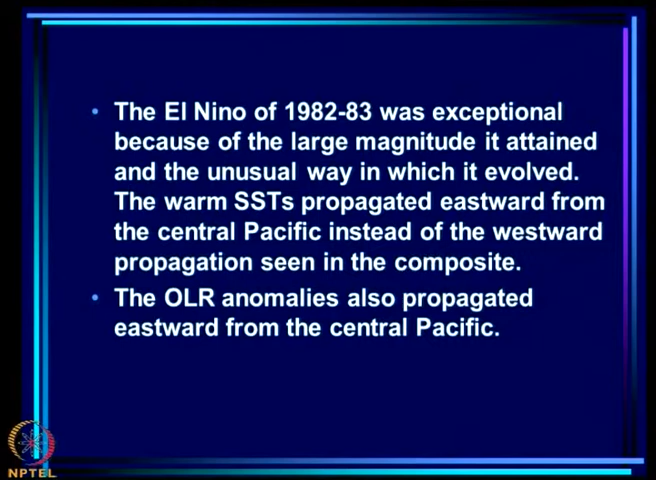 • The El Nino of 1982-83 was exceptional
because of the large magnitude it attained
and the unusual way in which it evolved.
The warm SSTs propagated eastward from
the central Pacific instead of the westward
propagation seen in the composite.
• The OLR anomalies also propagated
eastward from the central Pacific.
NPTEL